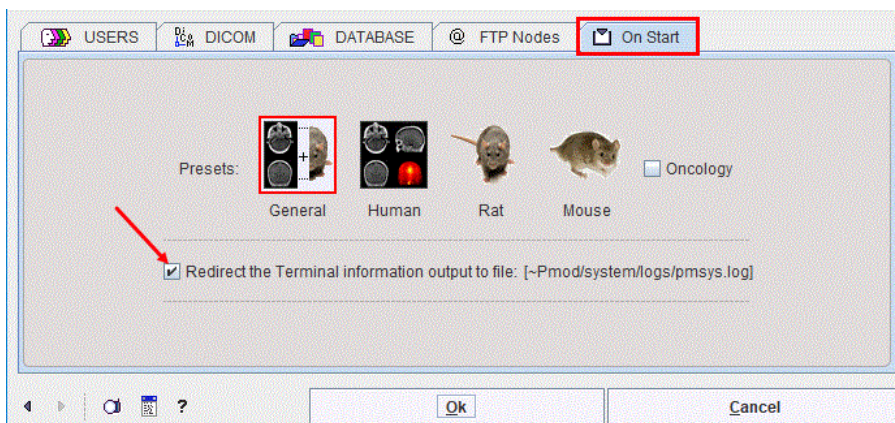 USERS DICOM DATABASE @ FTP Nodes On Start
Presets: + Oncology
General Human Rat Mouse
Redirect the Terminal information output to file: [~Pmod/system/logs/pmsys.log]
? Ok Cancel